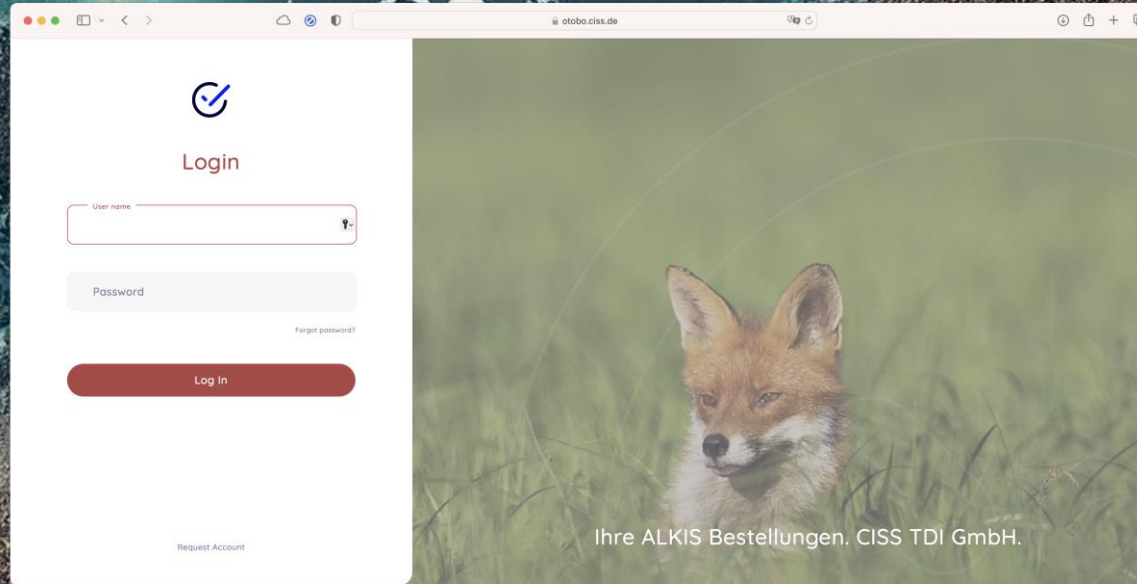 otobo.ciss.de
Login
User name
Password
Forgot password?
Log In
Request Account
Ihre ALKIS Bestellungen. CISS TDI GmbH.